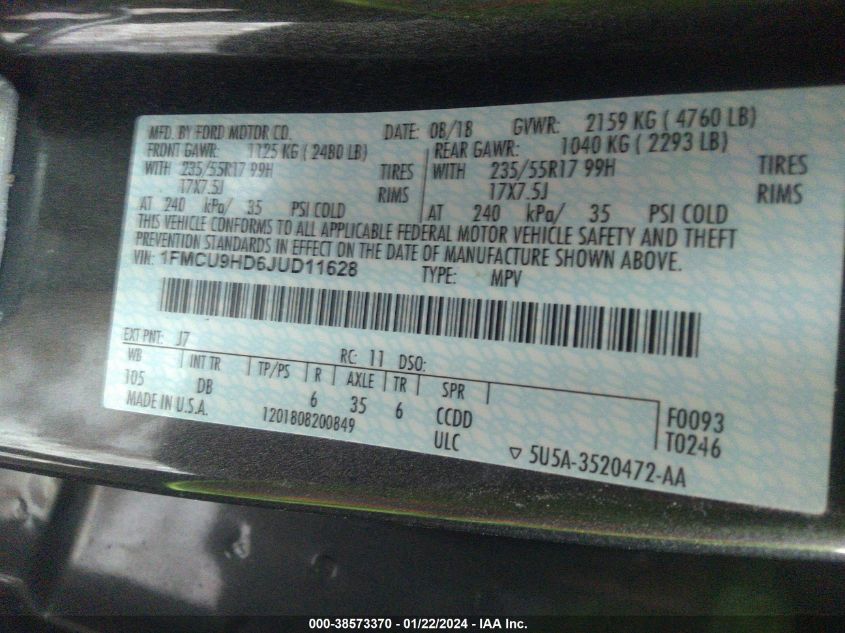 MFD. BY FORD MOTOR CO. DATE: 08/18 GVWR: 2159 KG ( 4760 LB)
FRONT GAWR: 1125 KG ( 2480 LB) REAR GAWR: 1040 KG ( 2293 LB)
WITH 235/55R17 99H TIRES WITH 235/55R17 99H TIRES
17X7.5J RIMS 17X7.5J RIMS
AT 240 kPa/ 35 PSI COLD AT 240 kPa/ 35 PSI COLD
THIS VEHICLE CONFORMS TO ALL APPLICABLE FEDERAL MOTOR VEHICLE SAFETY AND THEFT
PREVENTION STANDARDS IN EFFECT ON THE DATE OF MANUFACTURE SHOWN ABOVE.
VIN: 1FMCU9HD6JUD11628 TYPE: MPV
EXT PNT: J7 RC: 11 DSO:
WB INT TR TP/PS R AXLE TR SPR
105 DB 6 35 6 CCDD F0093
MADE IN U.S.A. 1201808200849 ULC T0246
5U5A-3520472-AA
000-38573370 - 01/22/2024 - IAA Inc.